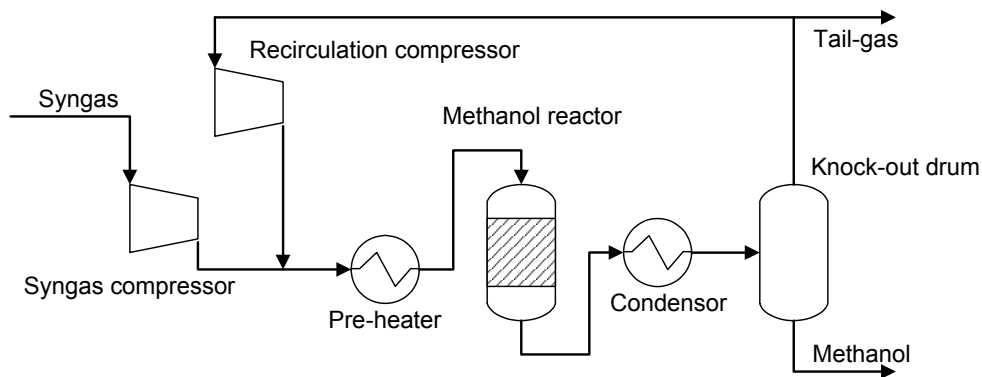 Tail-gas
Recirculation compressor
Syngas
Methanol reactor
Knock-out drum
Syngas compressor
Pre-heater
Condensor
Methanol